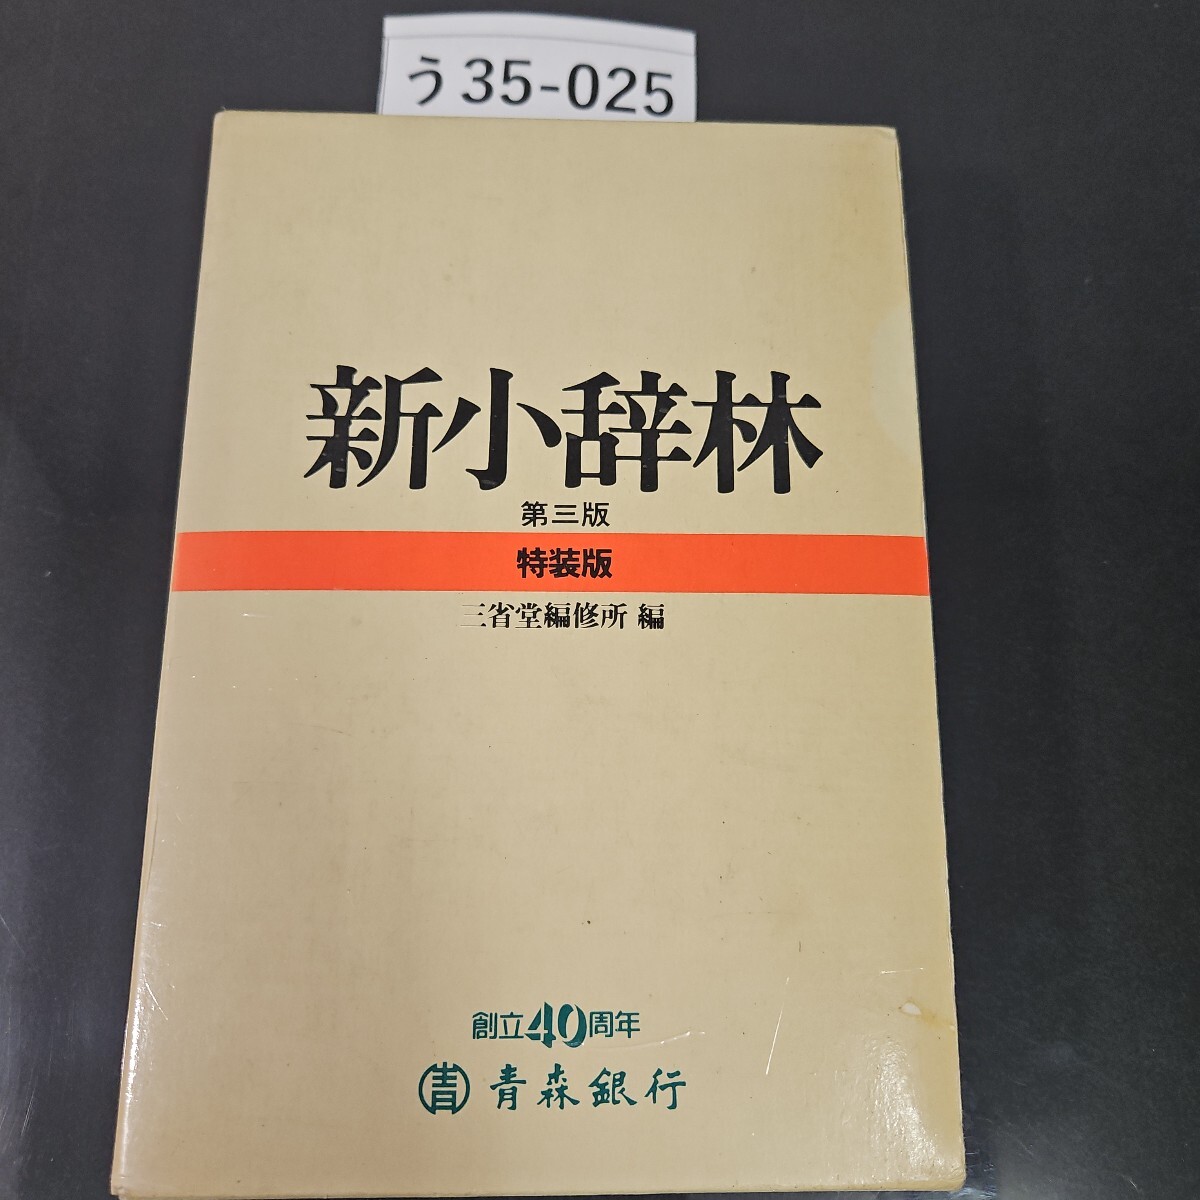 う35-025
新小辞林
第三版
特装版
三省堂編修所 編
創立40周年
青森銀行